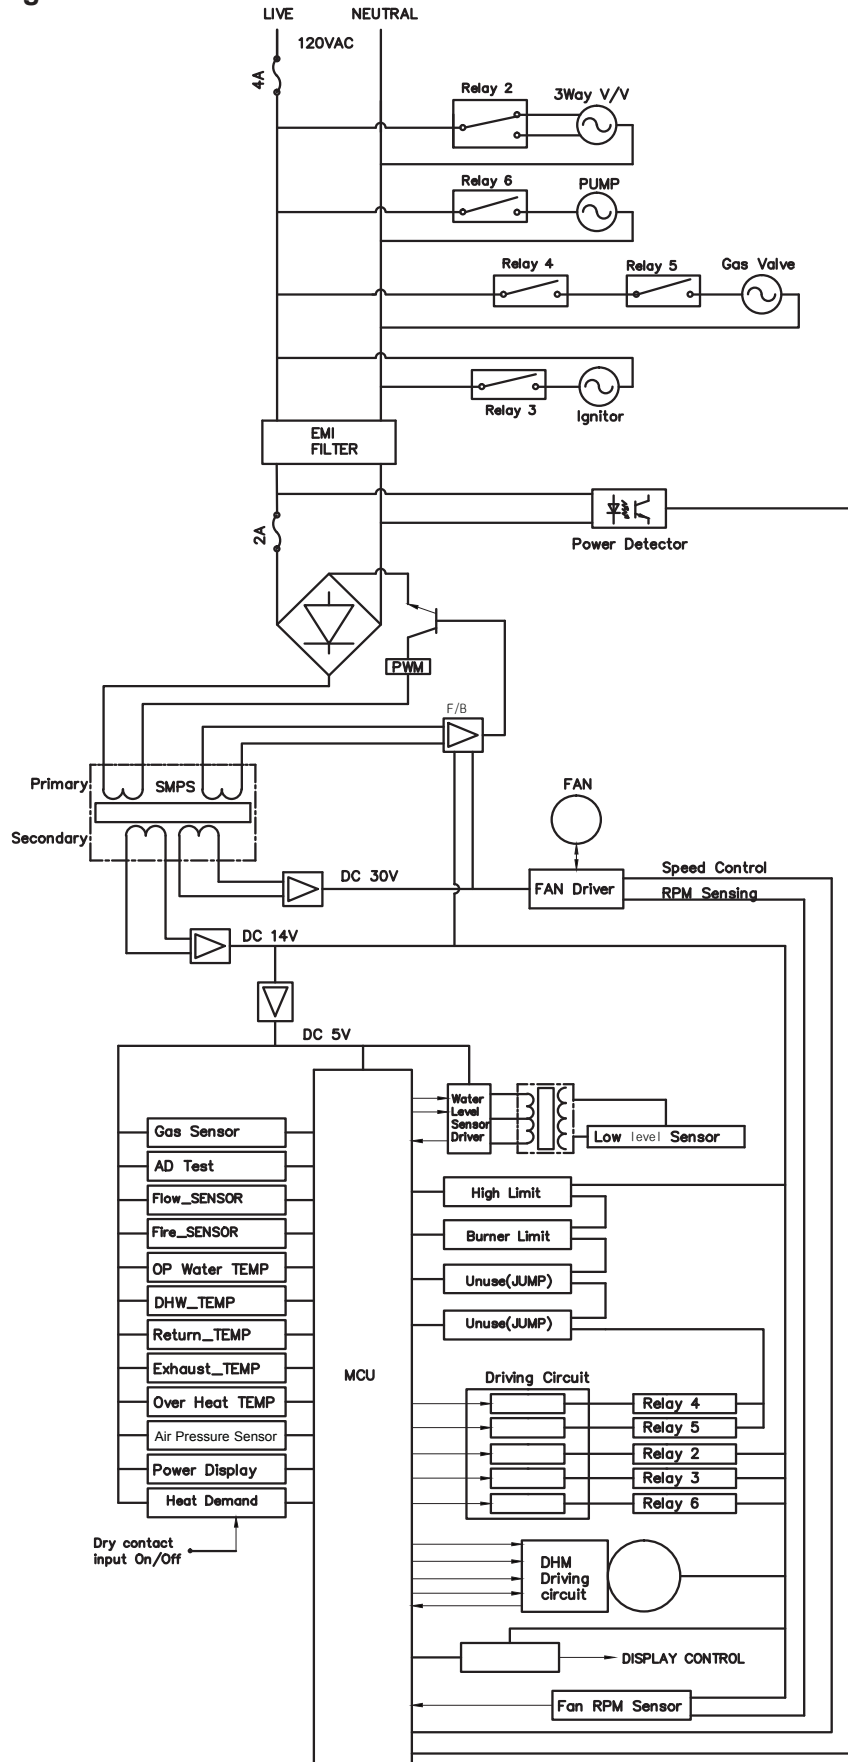 g
LIVE
NEUTRAL
120VAC
4A
Relay 2
3Way V/V
Relay 6
PUMP
Relay 4
Relay 5
Gas Valve
Relay 3
Ignitor
EMI
FILTER
2A
Power Detector
PWM
F/B
Primary
SMPS
Secondary
FAN
DC 30V
FAN Driver
Speed Control
RPM Sensing
DC 14V
DC 5V
Water
Level
Sensor
Driver
Low level Sensor
Gas Sensor
AD Test
Flow_SENSOR
Fire_SENSOR
OP Water TEMP
DHW_TEMP
Return_TEMP
Exhaust_TEMP
Over Heat TEMP
Air Pressure Sensor
Power Display
Heat Demand
Dry contact
input On/Off
MCU
High Limit
Burner Limit
Unuse(JUMP)
Unuse(JUMP)
Driving Circuit
Relay 4
Relay 5
Relay 2
Relay 3
Relay 6
DHM
Driving
circuit
DISPLAY CONTROL
Fan RPM Sensor